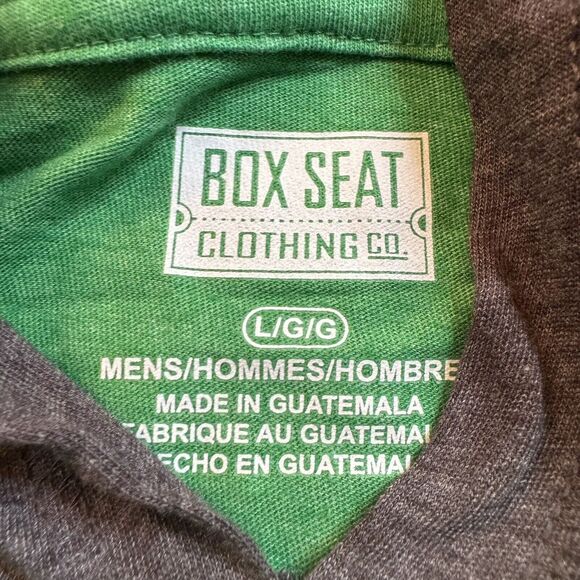 BOX SEAT
CLOTHING CO.
L/G/G
MENS/HOMMES/HOMBRE
MADE IN GUATEMALA
FABRIQUE AU GUATEMAL
ECHO EN GUATEMAL